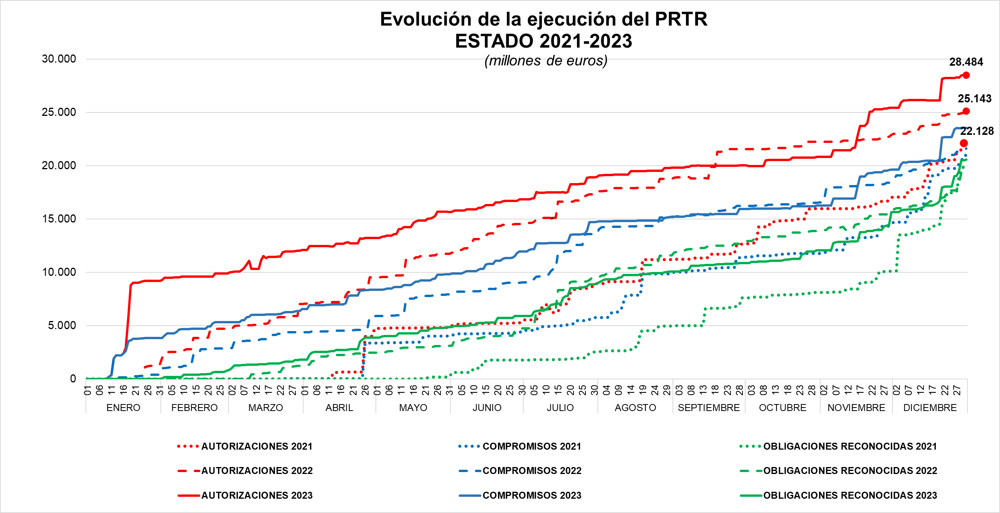 Evolución de la ejecución del PRTR
ESTADO 2021-2023
(millones de euros)
30.000
25.000
20.000
15.000
10.000
5.000
0
28.484
25.143
22.128
01 06 11 16 21 26 31 05 10 15 20 25 02 07 12 17 22 27 01 06 11 16 21 26 01 06 11 16 21 26 31 05 10 15 20 25 30 05 10 15 20 25 30 04 09 14 19 24 29 03 08 13 18 23 28 03 08 13 18 23 28 02 07 12 17 22 27 02 07 12 17 22 27
ENERO FEBRERO MARZO ABRIL MAYO JUNIO JULIO AGOSTO SEPTIEMBRE OCTUBRE NOVIEMBRE DICIEMBRE
AUTORIZACIONES 2021 COMPROMISOS 2021 OBLIGACIONES RECONOCIDAS 2021
AUTORIZACIONES 2022 COMPROMISOS 2022 OBLIGACIONES RECONOCIDAS 2022
AUTORIZACIONES 2023 COMPROMISOS 2023 OBLIGACIONES RECONOCIDAS 2023